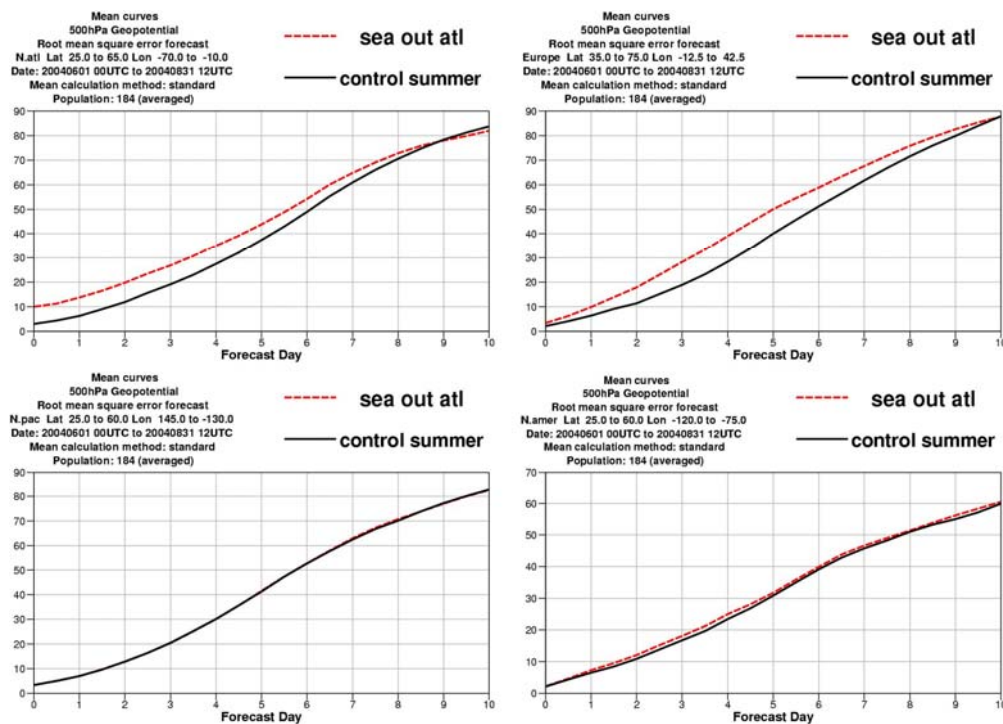 Mean curves
500hPa Geopotential
Root mean square error forecast
N.atl Lat 25.0 to 65.0 Lon -70.0 to -10.0
Date: 20040601 00UTC to 20040831 12UTC
Mean calculation method: standard
Population: 184 (averaged)
sea out atl
control summer
90
80
70
60
50
40
30
20
10
0
0 1 2 3 4 5 6 7 8 9 10
Forecast Day
Mean curves
500hPa Geopotential
Root mean square error forecast
Europe Lat 35.0 to 75.0 Lon -12.5 to 42.5
Date: 20040601 00UTC to 20040831 12UTC
Mean calculation method: standard
Population: 184 (averaged)
sea out atl
control summer
90
80
70
60
50
40
30
20
10
0
0 1 2 3 4 5 6 7 8 9 10
Forecast Day
Mean curves
500hPa Geopotential
Root mean square error forecast
N.pac Lat 25.0 to 60.0 Lon 145.0 to -130.0
Date: 20040601 00UTC to 20040831 12UTC
Mean calculation method: standard
Population: 184 (averaged)
sea out atl
control summer
90
80
70
60
50
40
30
20
10
0
0 1 2 3 4 5 6 7 8 9 10
Forecast Day
Mean curves
500hPa Geopotential
Root mean square error forecast
N.amer Lat 25.0 to 60.0 Lon -120.0 to -75.0
Date: 20040601 00UTC to 20040831 12UTC
Mean calculation method: standard
Population: 184 (averaged)
sea out atl
control summer
70
60
50
40
30
20
10
0
0 1 2 3 4 5 6 7 8 9 10
Forecast Day